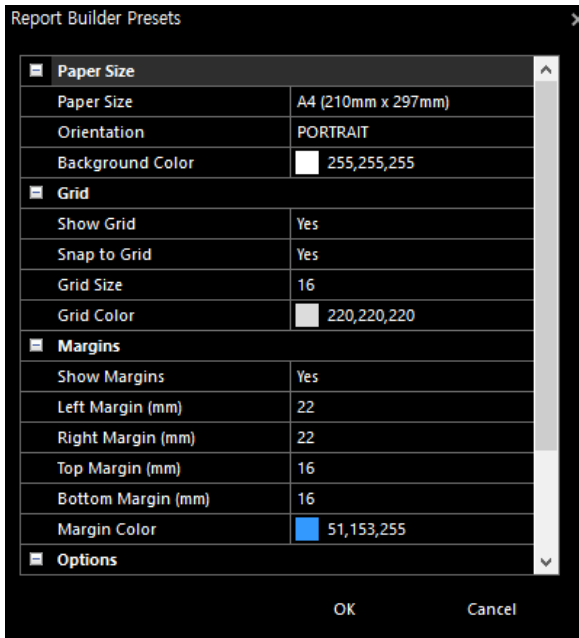 Report Builder Presets
Paper Size
Paper Size A4 (210mm x 297mm)
Orientation PORTRAIT
Background Color 255,255,255
Grid
Show Grid Yes
Snap to Grid Yes
Grid Size 16
Grid Color 220,220,220
Margins
Show Margins Yes
Left Margin (mm) 22
Right Margin (mm) 22
Top Margin (mm) 16
Bottom Margin (mm) 16
Margin Color 51,153,255
Options
OK Cancel